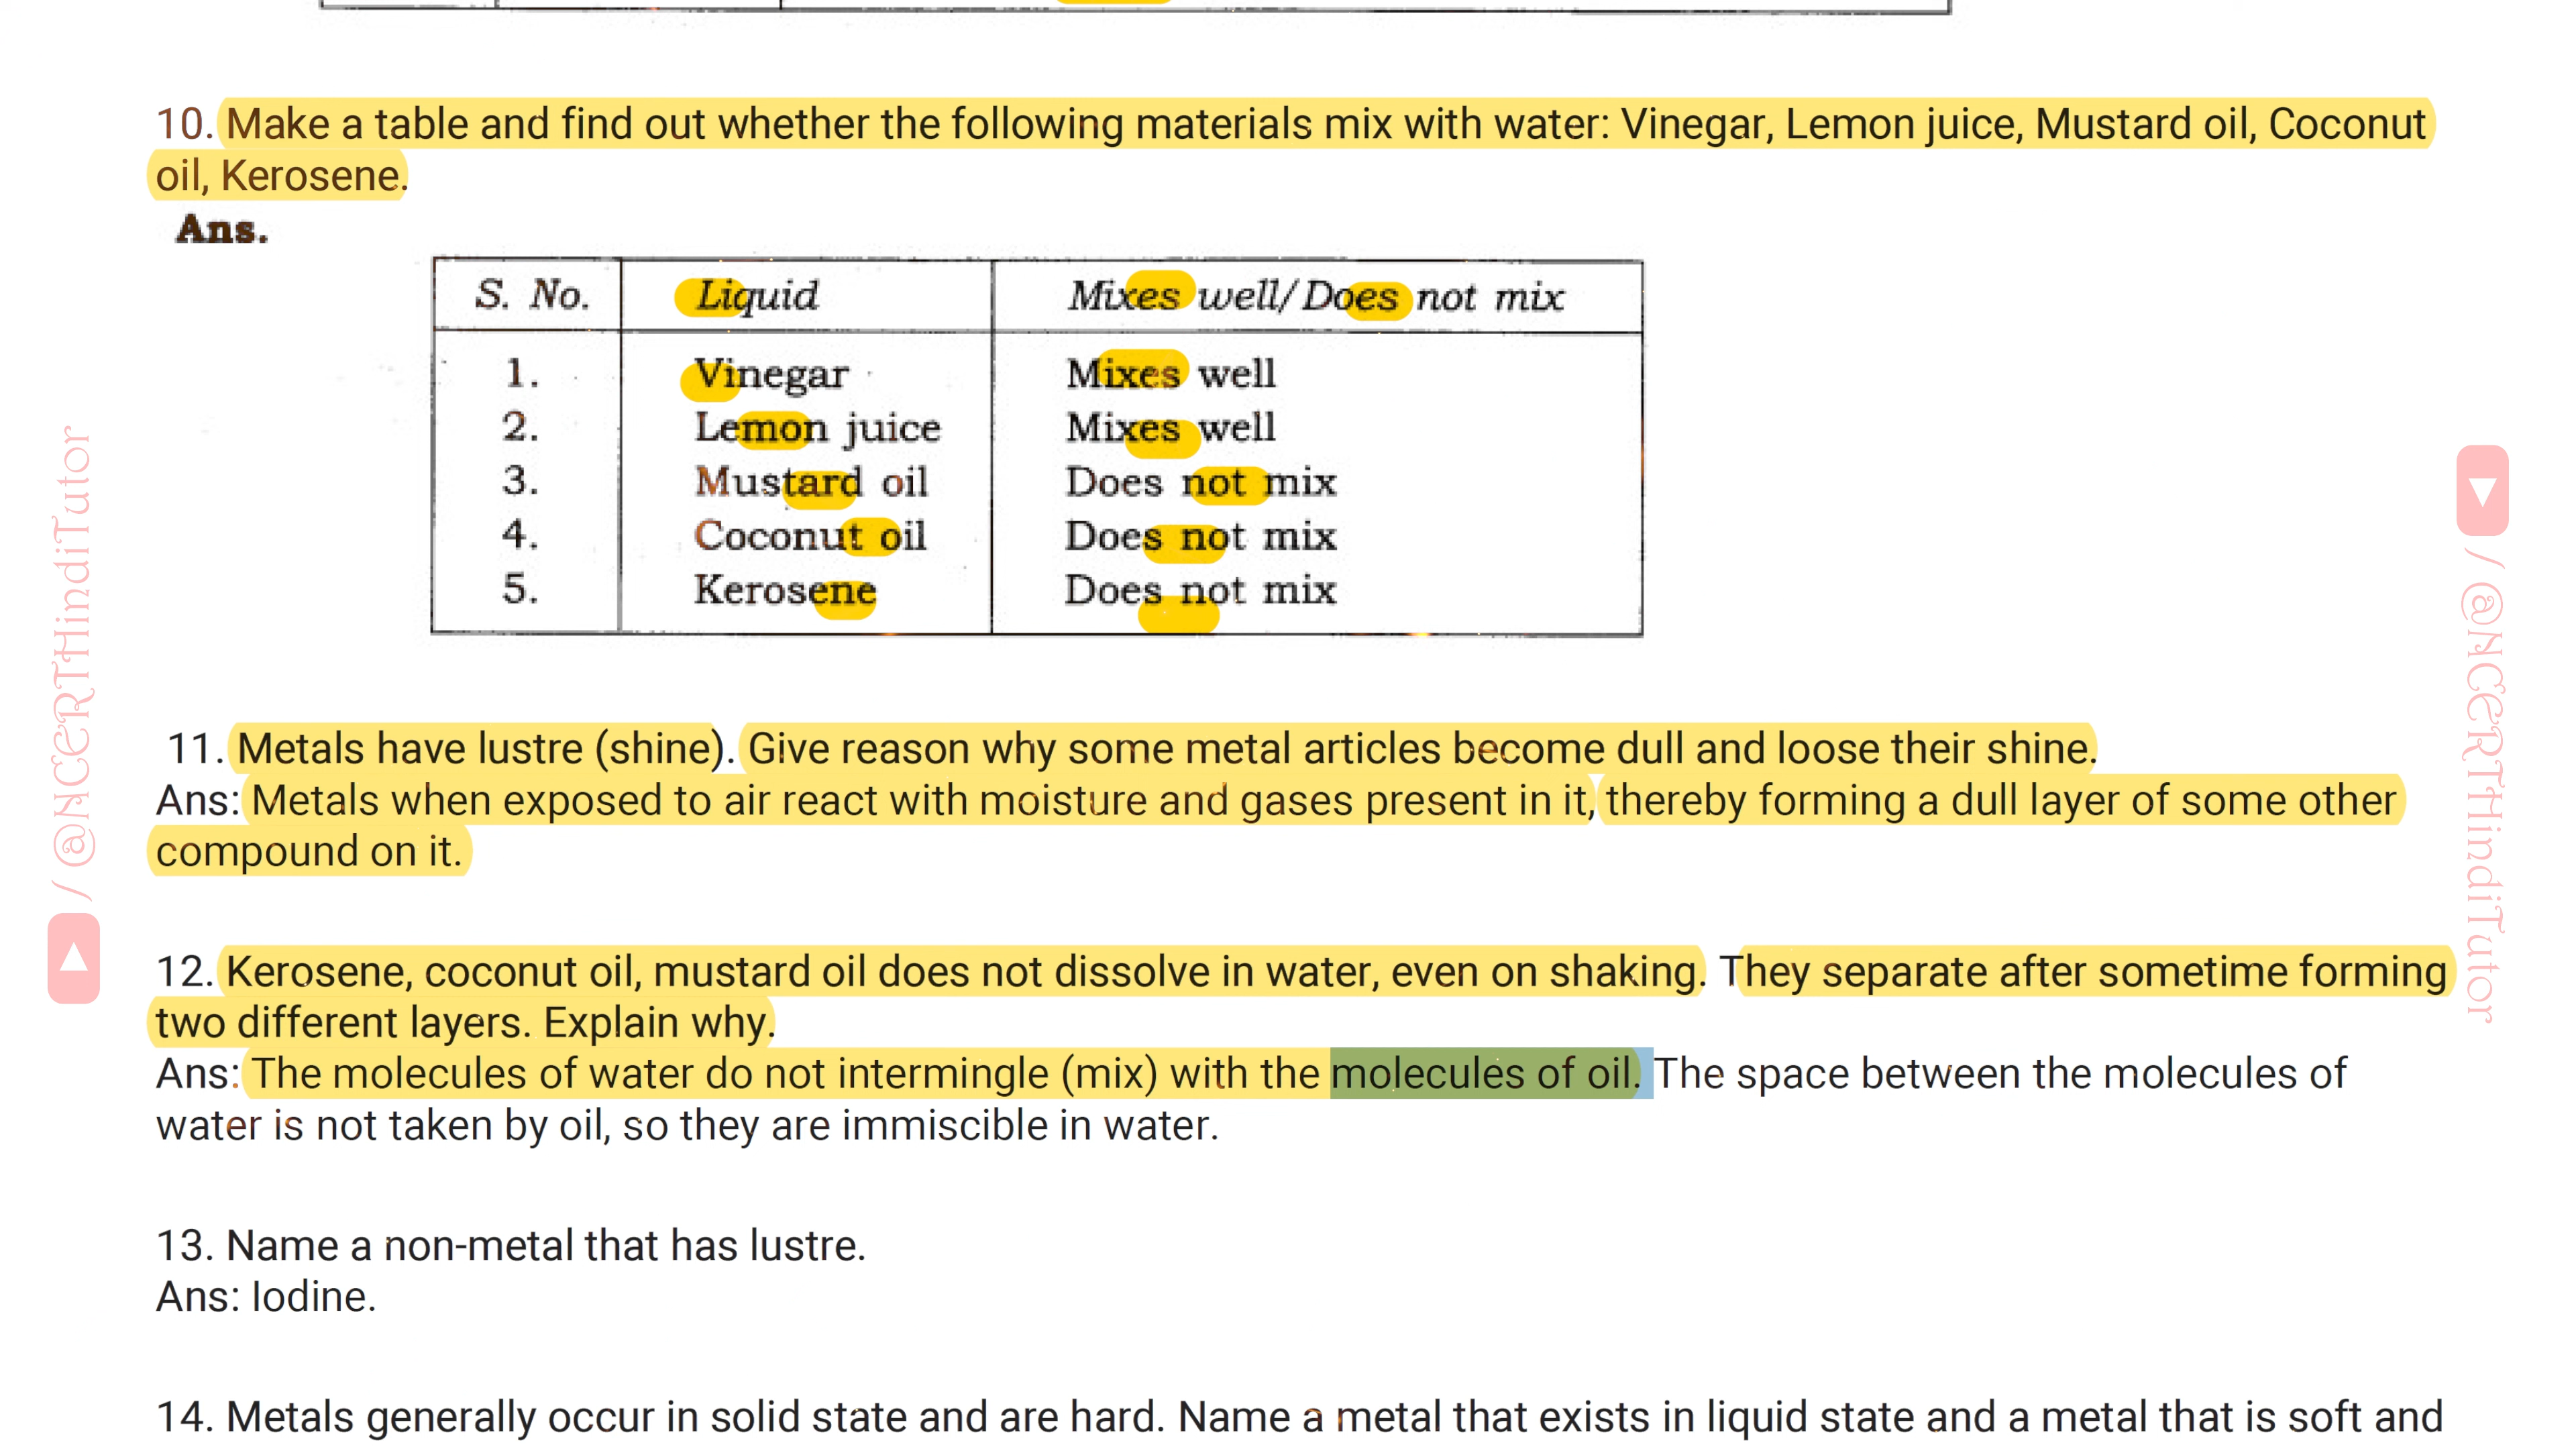 10. Make a table and find out whether the following materials mix with water: Vinegar, Lemon juice, Mustard oil, Coconut
oil, Kerosene.
Ans.
S. No. Liquid Mixes well/Does not mix
1. Vinegar Mixes well
2. Lemon juice Mixes well
3. Mustard oil Does not mix
4. Coconut oil Does not mix
5. Kerosene Does not mix
11. Metals have lustre (shine). Give reason why some metal articles become dull and loose their shine.
Ans: Metals when exposed to air react with moisture and gases present in it, thereby forming a dull layer of some other
compound on it.
12. Kerosene, coconut oil, mustard oil does not dissolve in water, even on shaking. They separate after sometime forming
two different layers. Explain why.
Ans: The molecules of water do not intermingle (mix) with the molecules of oil. The space between the molecules of
water is not taken by oil, so they are immiscible in water.
13. Name a non-metal that has lustre.
Ans: Iodine.
14. Metals generally occur in solid state and are hard. Name a metal that exists in liquid state and a metal that is soft and
/ @NCERTHindiTutor
/ @NCERTHindiTutor